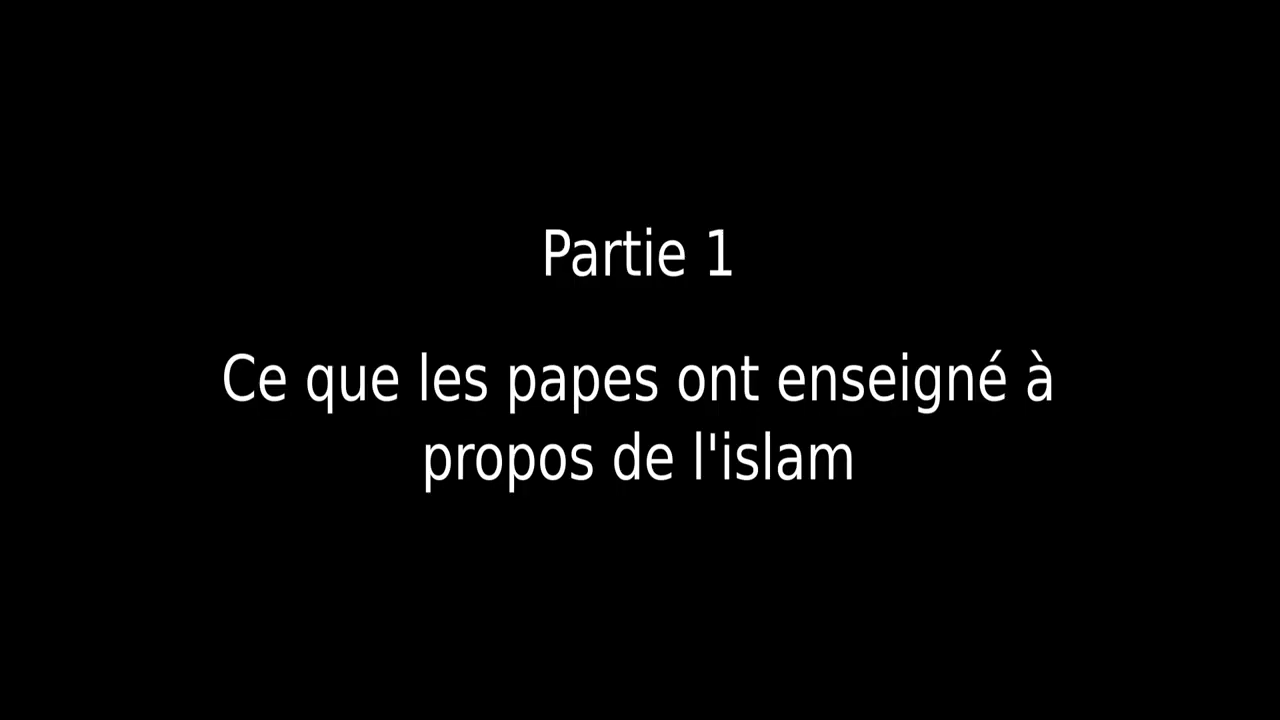 Partie 1
Ce que les papes ont enseigné à
propos de l'islam